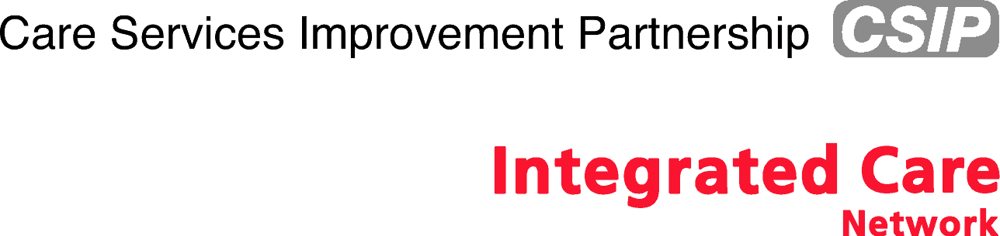 Care Services Improvement Partnership CSIP
Integrated Care
Network